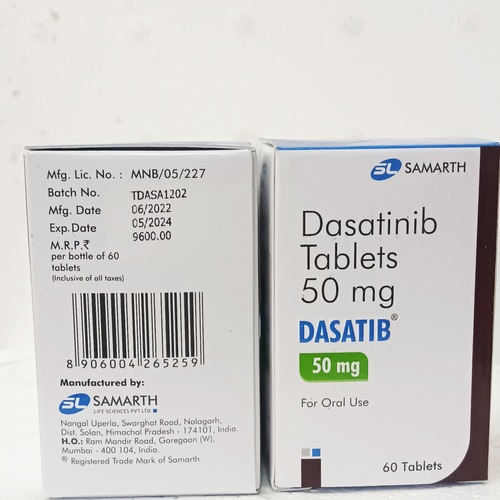 Mfg. Lic. No. : MNB/05/227
Batch No. TDASA1202
Mfg. Date 06/2022
Exp. Date 05/2024
M.R.P.₹ 9600.00
per bottle of 60
tablets
(Inclusive of all taxes)
8 906004 265259
Manufactured by:
SL SAMARTH
LIFE SCIENCES PVT LTD
Nangal Uperla, Swarghat Road, Nalagarh,
Dist. Solan, Himachal Pradesh - 174101, India.
H.O.: Ram Mandir Road, Goregaon (W),
Mumbai - 400 104, India.
® Registered Trade Mark of Samarth
SL SAMARTH
Dasatinib
Tablets
50 mg
DASATIB®
50 mg
For Oral Use
60 Tablets